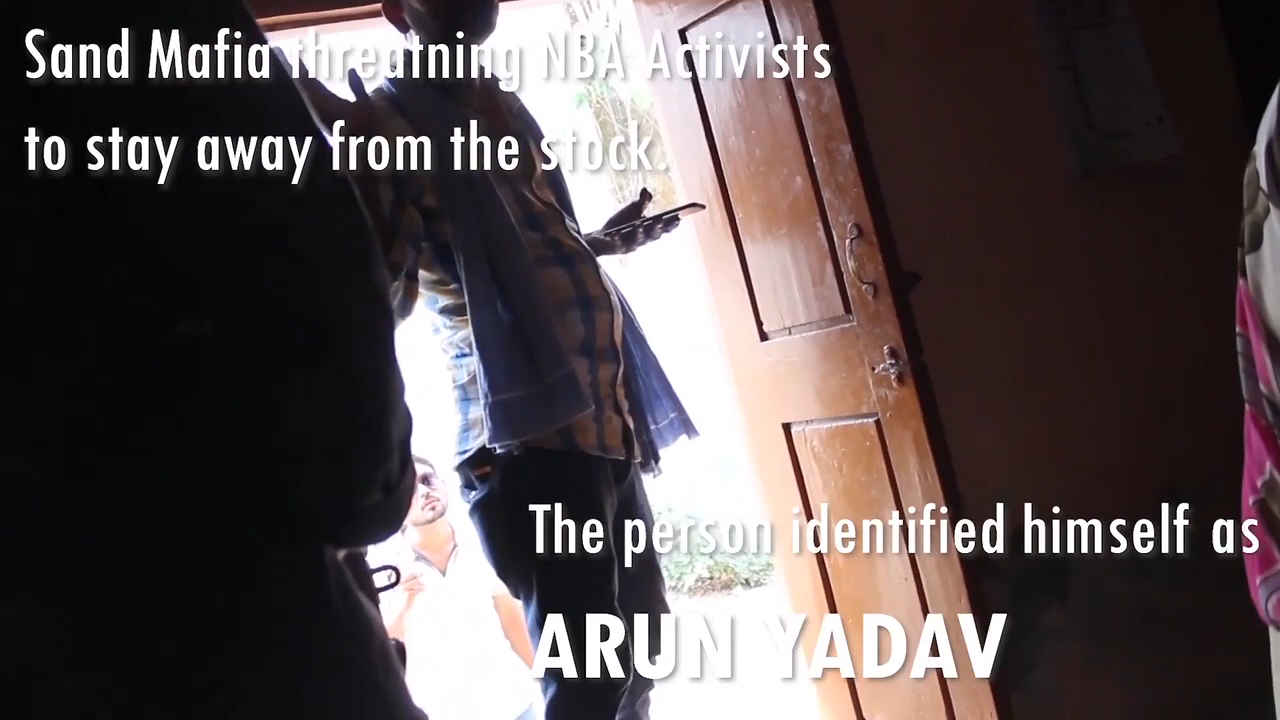 Sand Mafia threatning NBA Activists
to stay away from the stock.
The person identified himself as
ARUN YADAV